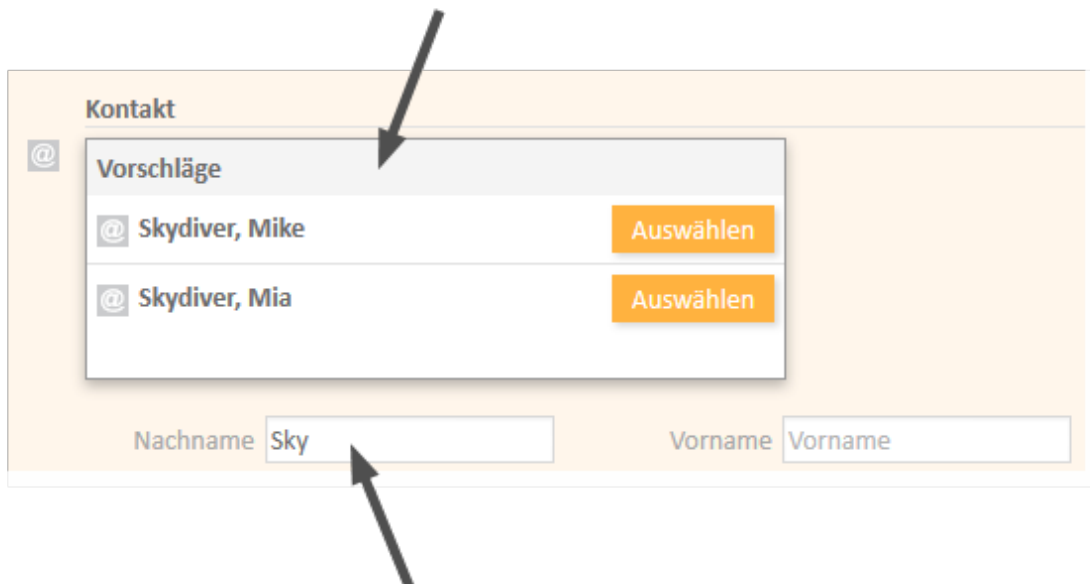 Kontakt
@
Vorschläge
@ Skydiver, Mike Auswählen
@ Skydiver, Mia Auswählen
Nachname Sky Vorname Vorname